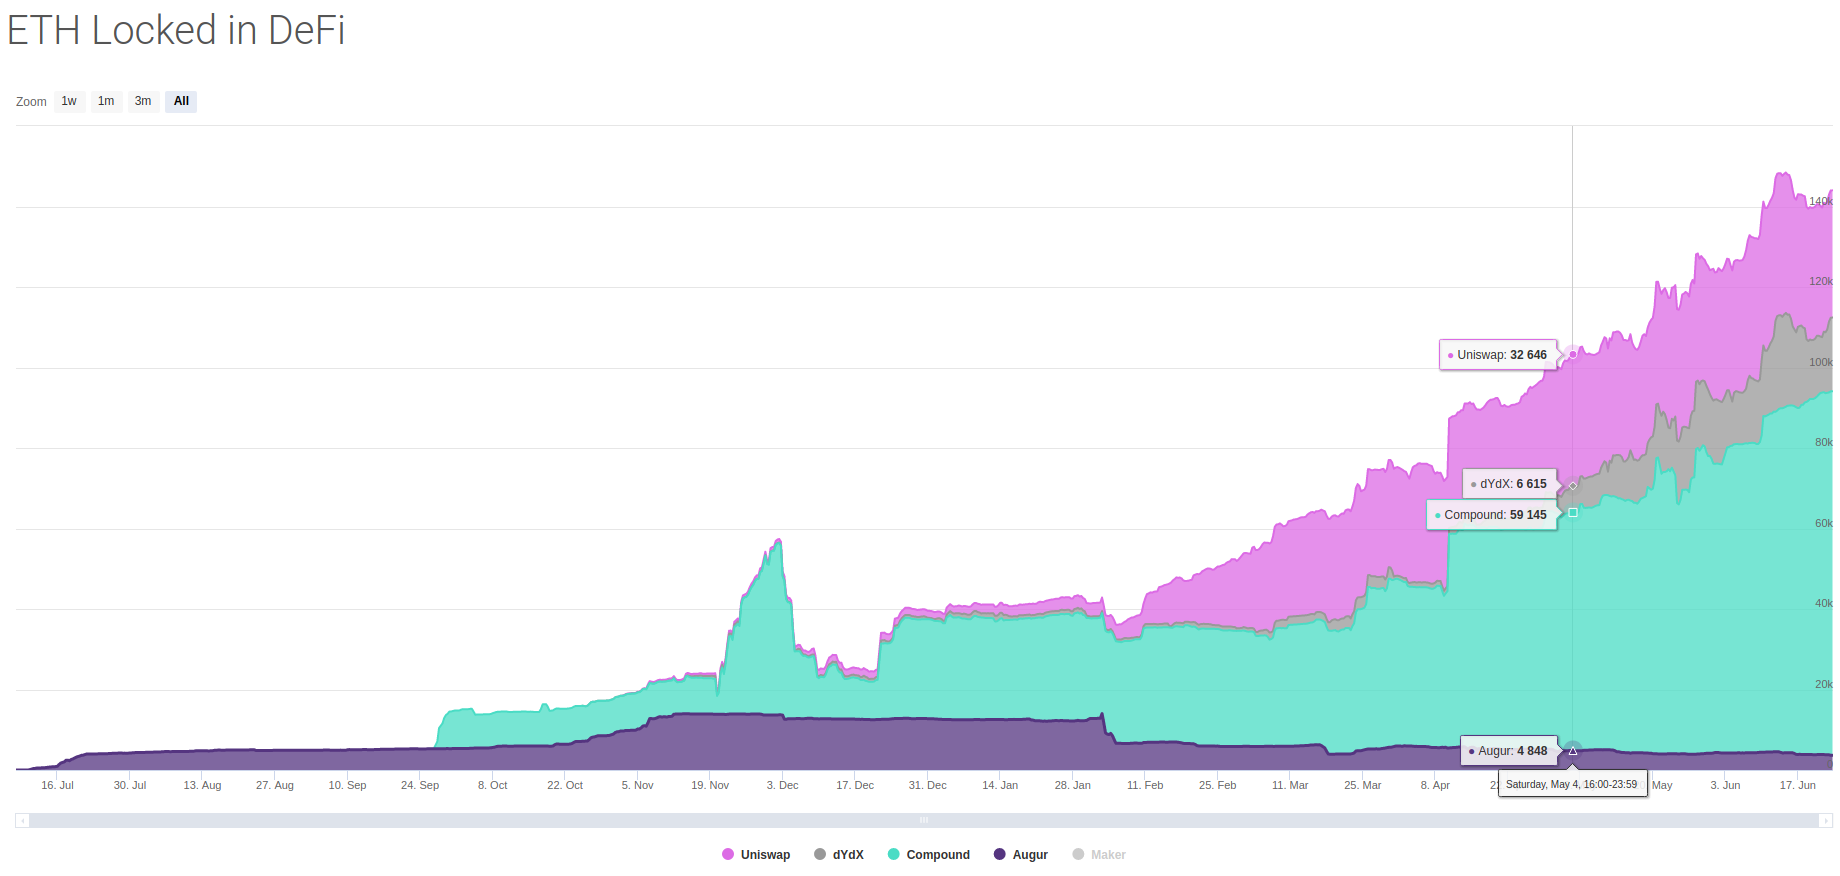 ETH Locked in DeFi
Zoom 1w 1m 3m All
140k
120k
Uniswap: 32 646
100k
80k
dYdX: 6 615
Compound: 59 145
60k
40k
20k
Augur: 4 848
0
16. Jul 30. Jul 13. Aug 27. Aug 10. Sep 24. Sep 8. Oct 22. Oct 5. Nov 19. Nov 3. Dec 17. Dec 31. Dec 14. Jan 28. Jan 11. Feb 25. Feb 11. Mar 25. Mar 8. Apr May 3. Jun 17. Jun
Saturday, May 4, 16:00-23:59
Uniswap dYdX Compound Augur Maker